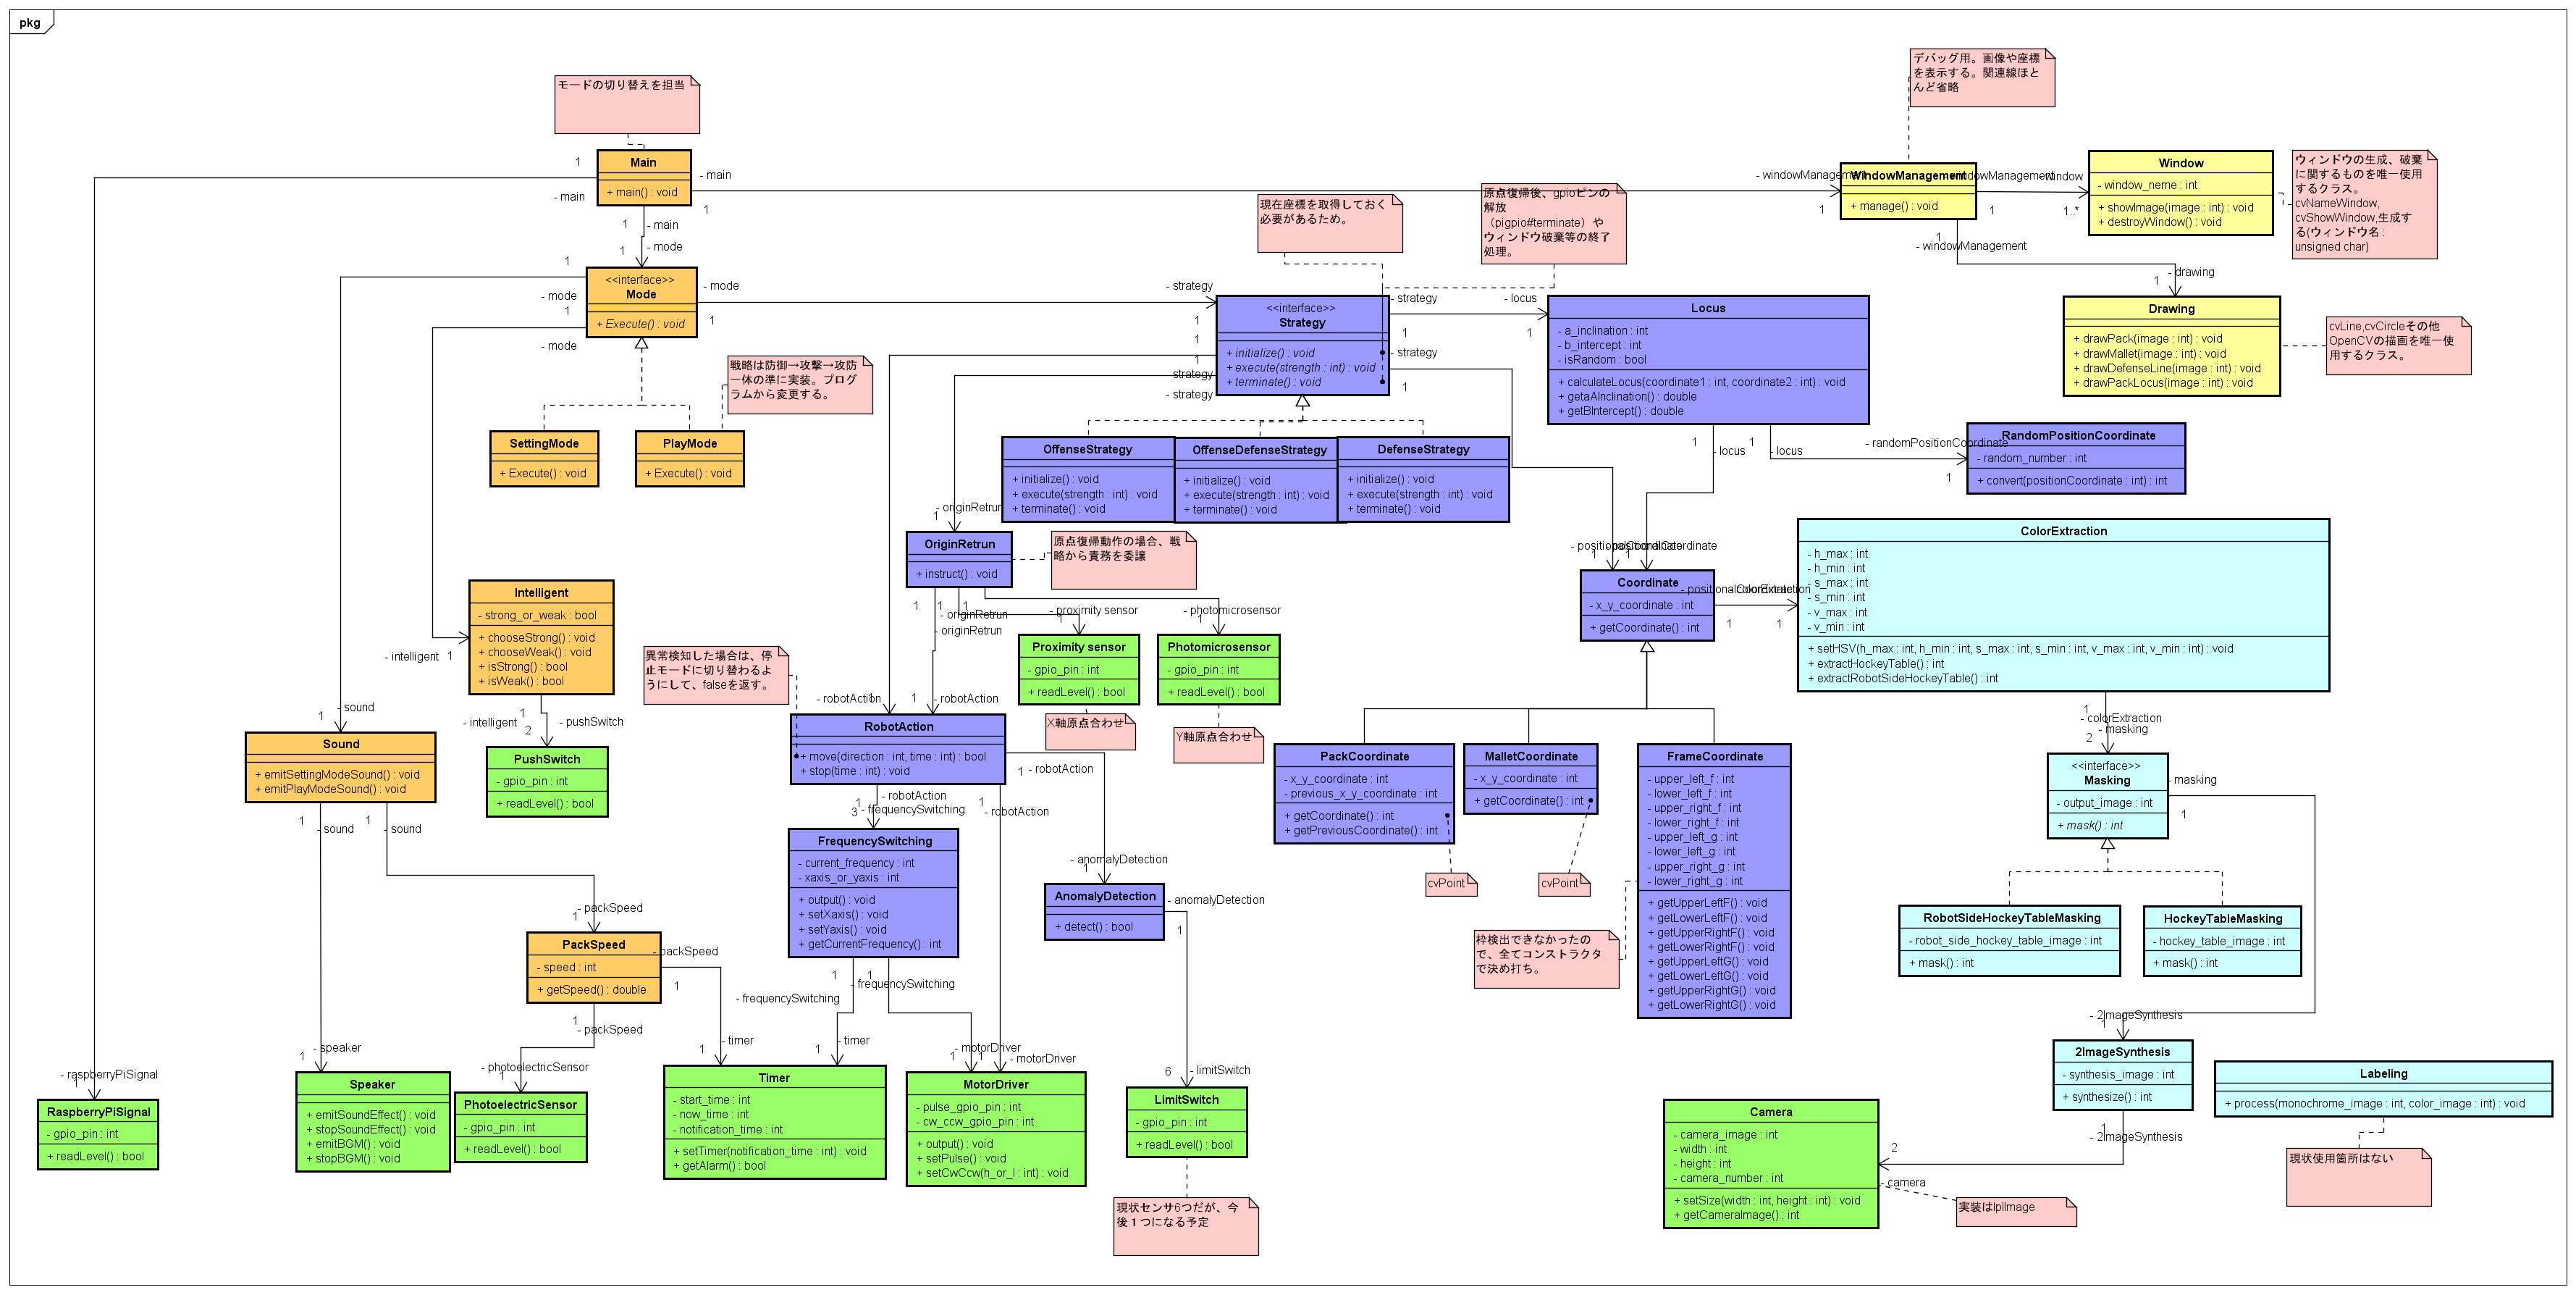 pkg
モードの切り替えを担当
デバッグ用。画像や座標
を表示する。関連線ほと
んど省略
Main
+ main() : void
1
- main
- main
1
- main
1
- windowManagement
1
WindowManagement
+ manage() : void
- windowManagement
1
- window
1..*
Window
- window_neme : int
+ showImage(image : int) : void
+ destroyWindow() : void
ウィンドウの生成、破棄
に関するものを唯一使用
するクラス。
cvNameWindow,
cvShowWindow,生成す
る(ウィンドウ名 :
unsigned char)
現在座標を取得しておく
必要があるため。
原点復帰後、gpioピンの
解放
（pigpio#terminate）や
ウィンドウ破棄等の終了
処理。
1
- windowManagement
- drawing
1
Drawing
+ drawPack(image : int) : void
+ drawMallet(image : int) : void
+ drawDefenseLine(image : int) : void
+ drawPackLocus(image : int) : void
cvLine,cvCircleその他
OpenCVの描画を唯一使
用するクラス。
1
- mode
<<interface>>
Mode
+ Execute() : void
1
- mode
1
- mode
- mode
1
- strategy
1
<<interface>>
Strategy
+ initialize() : void
+ execute(strength : int) : void
+ terminate() : void
1
- strategy
1
- strategy
- strategy
1
- strategy
1
- locus
1
Locus
- a_inclination : int
- b_intercept : int
- isRandom : bool
+ calculateLocus(coordinate1 : int, coordinate2 : int) : void
+ getaAInclination() : double
+ getBIntercept() : double
戦略は防御→攻撃→攻防
一体の準に実装。プログ
ラムから変更する。
SettingMode
+ Execute() : void
PlayMode
+ Execute() : void
OffenseStrategy
+ initialize() : void
+ execute(strength : int) : void
+ terminate() : void
OffenseDefenseStrategy
+ initialize() : void
+ execute(strength : int) : void
+ terminate() : void
DefenseStrategy
+ initialize() : void
+ execute(strength : int) : void
+ terminate() : void
1
- locus
1
- locus
- randomPositionCoordinate
1
RandomPositionCoordinate
- random_number : int
+ convert(positionCoordinate : int) : int
- originRetrun
1
OriginRetrun
+ instruct() : void
原点復帰動作の場合、戦
略から責務を委譲
- positionalCoordinate
1
- positionalCoordinate
1
Coordinate
- x_y_coordinate : int
+ getCoordinate() : int
- positionalcoordinate
1
- ColorExtraction
1
ColorExtraction
- h_max : int
- h_min : int
- s_max : int
- s_min : int
- v_max : int
- v_min : int
+ setHSV(h_max : int, h_min : int, s_max : int, s_min : int, v_max : int, v_min : int) : void
+ extractHockeyTable() : int
+ extractRobotSideHockeyTable() : int
Intelligent
- strong_or_weak : bool
+ chooseStrong() : void
+ chooseWeak() : void
+ isStrong() : bool
+ isWeak() : bool
- intelligent
1
1
- originRetrun
1
- originRetrun
1
- proximity sensor
1
- photomicrosensor
1
Proximity sensor
- gpio_pin : int
+ readLevel() : bool
Photomicrosensor
- gpio_pin : int
+ readLevel() : bool
X軸原点合わせ
Y軸原点合わせ
異常検知した場合は、停
止モードに切り替わるよ
うにして、falseを返す。
- robotAction
1
- robotAction
1
RobotAction
+ move(direction : int, time : int) : bool
+ stop(time : int) : void
- sound
1
Sound
+ emitSettingModeSound() : void
+ emitPlayModeSound() : void
1
- intelligent
- pushSwitch
2
PushSwitch
- gpio_pin : int
+ readLevel() : bool
1
- robotAction
1
- robotAction
1
- robotAction
- frequencySwitching
3
FrequencySwitching
- current_frequency : int
- xaxis_or_yaxis : int
+ output() : void
+ setXaxis() : void
+ setYaxis() : void
+ getCurrentFrequency() : int
- anomalyDetection
1
AnomalyDetection
+ detect() : bool
- anomalyDetection
1
PackCoordinate
- x_y_coordinate : int
- previous_x_y_coordinate : int
+ getCoordinate() : int
+ getPreviousCoordinate() : int
MalletCoordinate
- x_y_coordinate : int
+ getCoordinate() : int
FrameCoordinate
- upper_left_f : int
- lower_left_f : int
- upper_right_f : int
- lower_right_f : int
- upper_left_g : int
- lower_left_g : int
- upper_right_g : int
- lower_right_g : int
+ getUpperLeftF() : void
+ getLowerLeftF() : void
+ getUpperRightF() : void
+ getLowerRightF() : void
+ getUpperLeftG() : void
+ getLowerLeftG() : void
+ getUpperRightG() : void
+ getLowerRightG() : void
cvPoint
cvPoint
枠検出できなかったの
で、全てコンストラクタ
で決め打ち。
1
- colorExtraction
- masking
2
<<interface>>
Masking
- output_image : int
+ mask() : int
- masking
1
RobotSideHockeyTableMasking
- robot_side_hockey_table_image : int
+ mask() : int
HockeyTableMasking
- hockey_table_image : int
+ mask() : int
1
- sound
1
- sound
- packSpeed
1
PackSpeed
- speed : int
+ getSpeed() : double
- packSpeed
1
1
- packSpeed
1
- frequencySwitching
1
- frequencySwitching
- speaker
1
Speaker
+ emitSoundEffect() : void
+ stopSoundEffect() : void
+ emitBGM() : void
+ stopBGM() : void
- photoelectricSensor
1
PhotoelectricSensor
- gpio_pin : int
+ readLevel() : bool
- timer
1
- timer
1
Timer
- start_time : int
- now_time : int
- notification_time : int
+ setTimer(notification_time : int) : void
+ getAlarm() : bool
- motorDriver
1
- motorDriver
1
MotorDriver
- pulse_gpio_pin : int
- cw_ccw_gpio_pin : int
+ output() : void
+ setPulse() : void
+ setCwCcw(h_or_l : int) : void
- limitSwitch
6
LimitSwitch
- gpio_pin : int
+ readLevel() : bool
現状センサ6つだが、今
後１つになる予定
- raspberryPiSignal
1
RaspberryPiSignal
- gpio_pin : int
+ readLevel() : bool
- 2ImageSynthesis
1
2ImageSynthesis
- synthesis_image : int
+ synthesize() : int
1
- 2ImageSynthesis
2
- camera
Camera
- camera_image : int
- width : int
- height : int
- camera_number : int
+ setSize(width : int, height : int) : void
+ getCameraImage() : int
実装はIplImage
Labeling
+ process(monochrome_image : int, color_image : int) : void
現状使用箇所はない